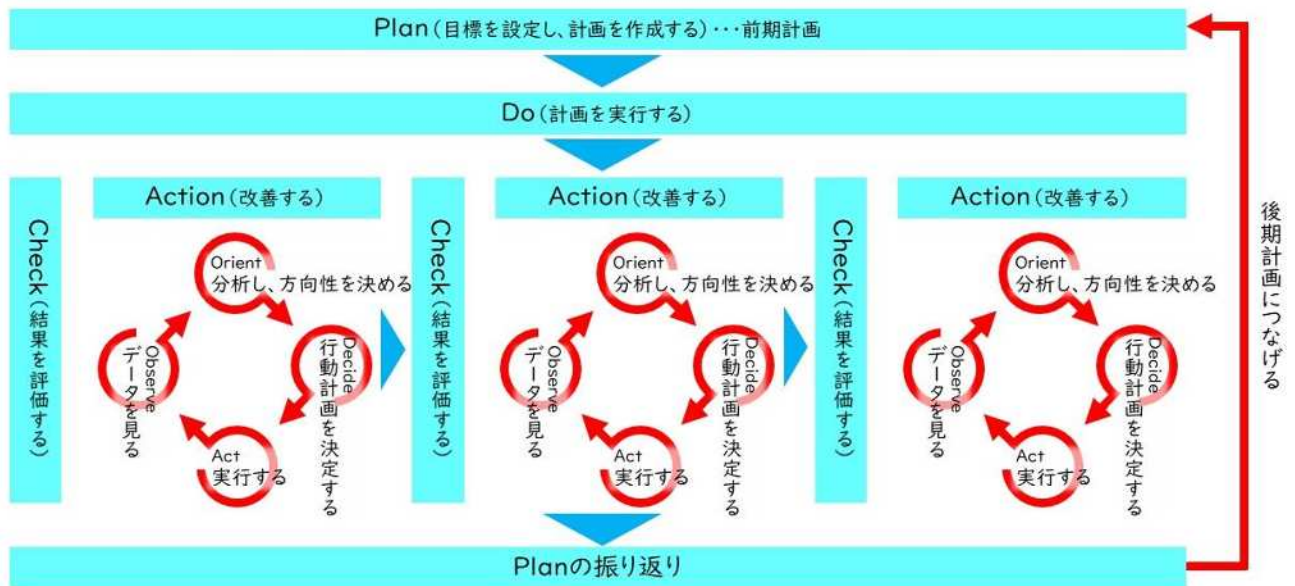 Plan（目標を設定し、計画を作成する）・・・前期計画
Do（計画を実行する）
Check（結果を評価する）
Action（改善する）
Orient
分析し、方向性を決める
Decide
行動計画を決定する
Act
実行する
Observe
データを見る
Check（結果を評価する）
Action（改善する）
Orient
分析し、方向性を決める
Decide
行動計画を決定する
Act
実行する
Observe
データを見る
Check（結果を評価する）
Action（改善する）
Orient
分析し、方向性を決める
Decide
行動計画を決定する
Act
実行する
Observe
データを見る
Planの振り返り
後期計画につなげる